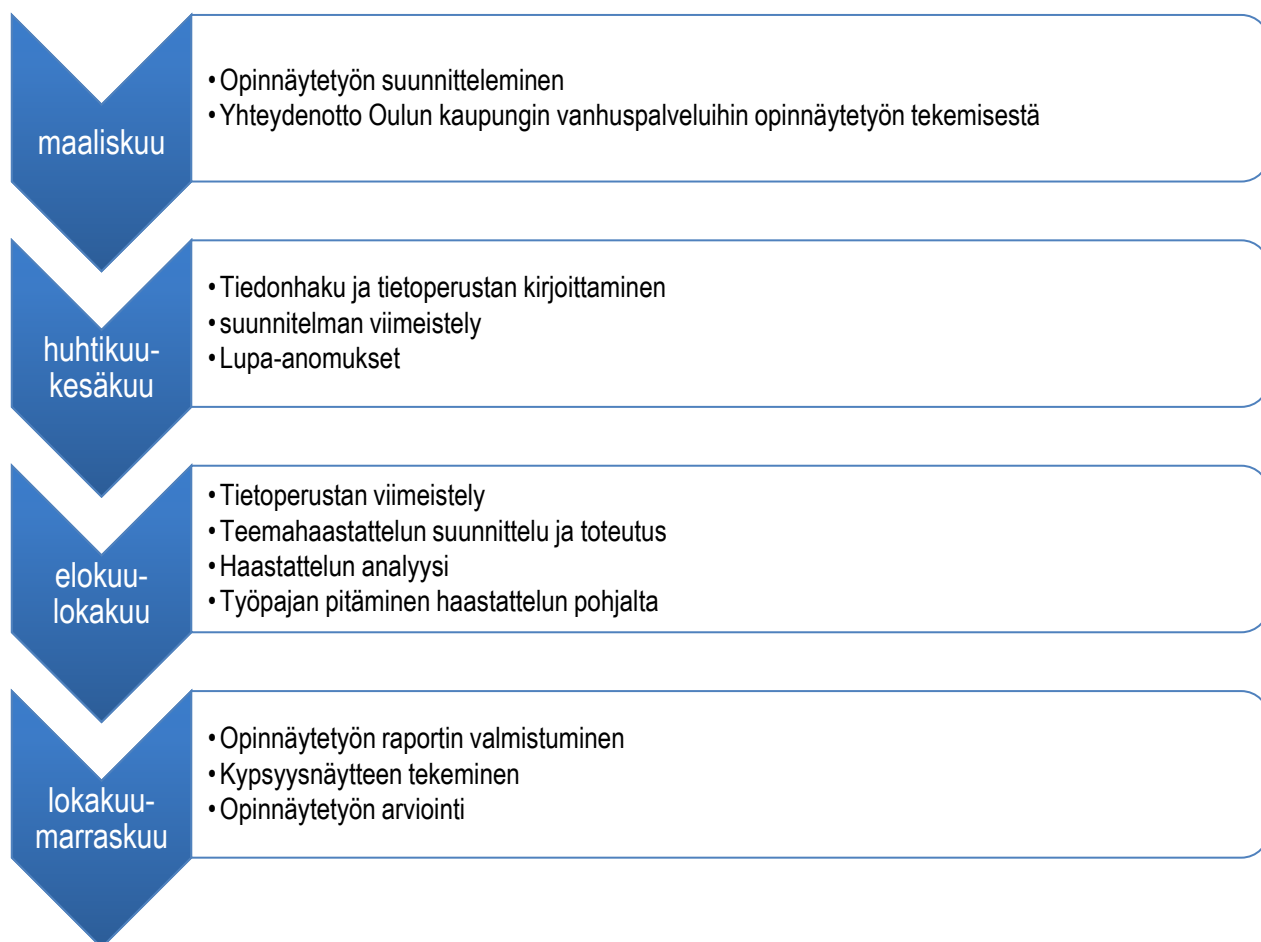 maaliskuu
•Opinnäytetyön suunnitteleminen
•Yhteydenotto Oulun kaupungin vanhuspalveluihin opinnäytetyön tekemisestä
huhtikuu-
kesäkuu
•Tiedonhaku ja tietoperustan kirjoittaminen
•suunnitelman viimeistely
•Lupa-anomukset
elokuu-
lokakuu
•Tietoperustan viimeistely
•Teemahaastattelun suunnittelu ja toteutus
•Haastattelun analyysi
•Työpajan pitäminen haastattelun pohjalta
lokakuu-
marraskuu
•Opinnäytetyön raportin valmistuminen
•Kypsyysnäytteen tekeminen
•Opinnäytetyön arviointi